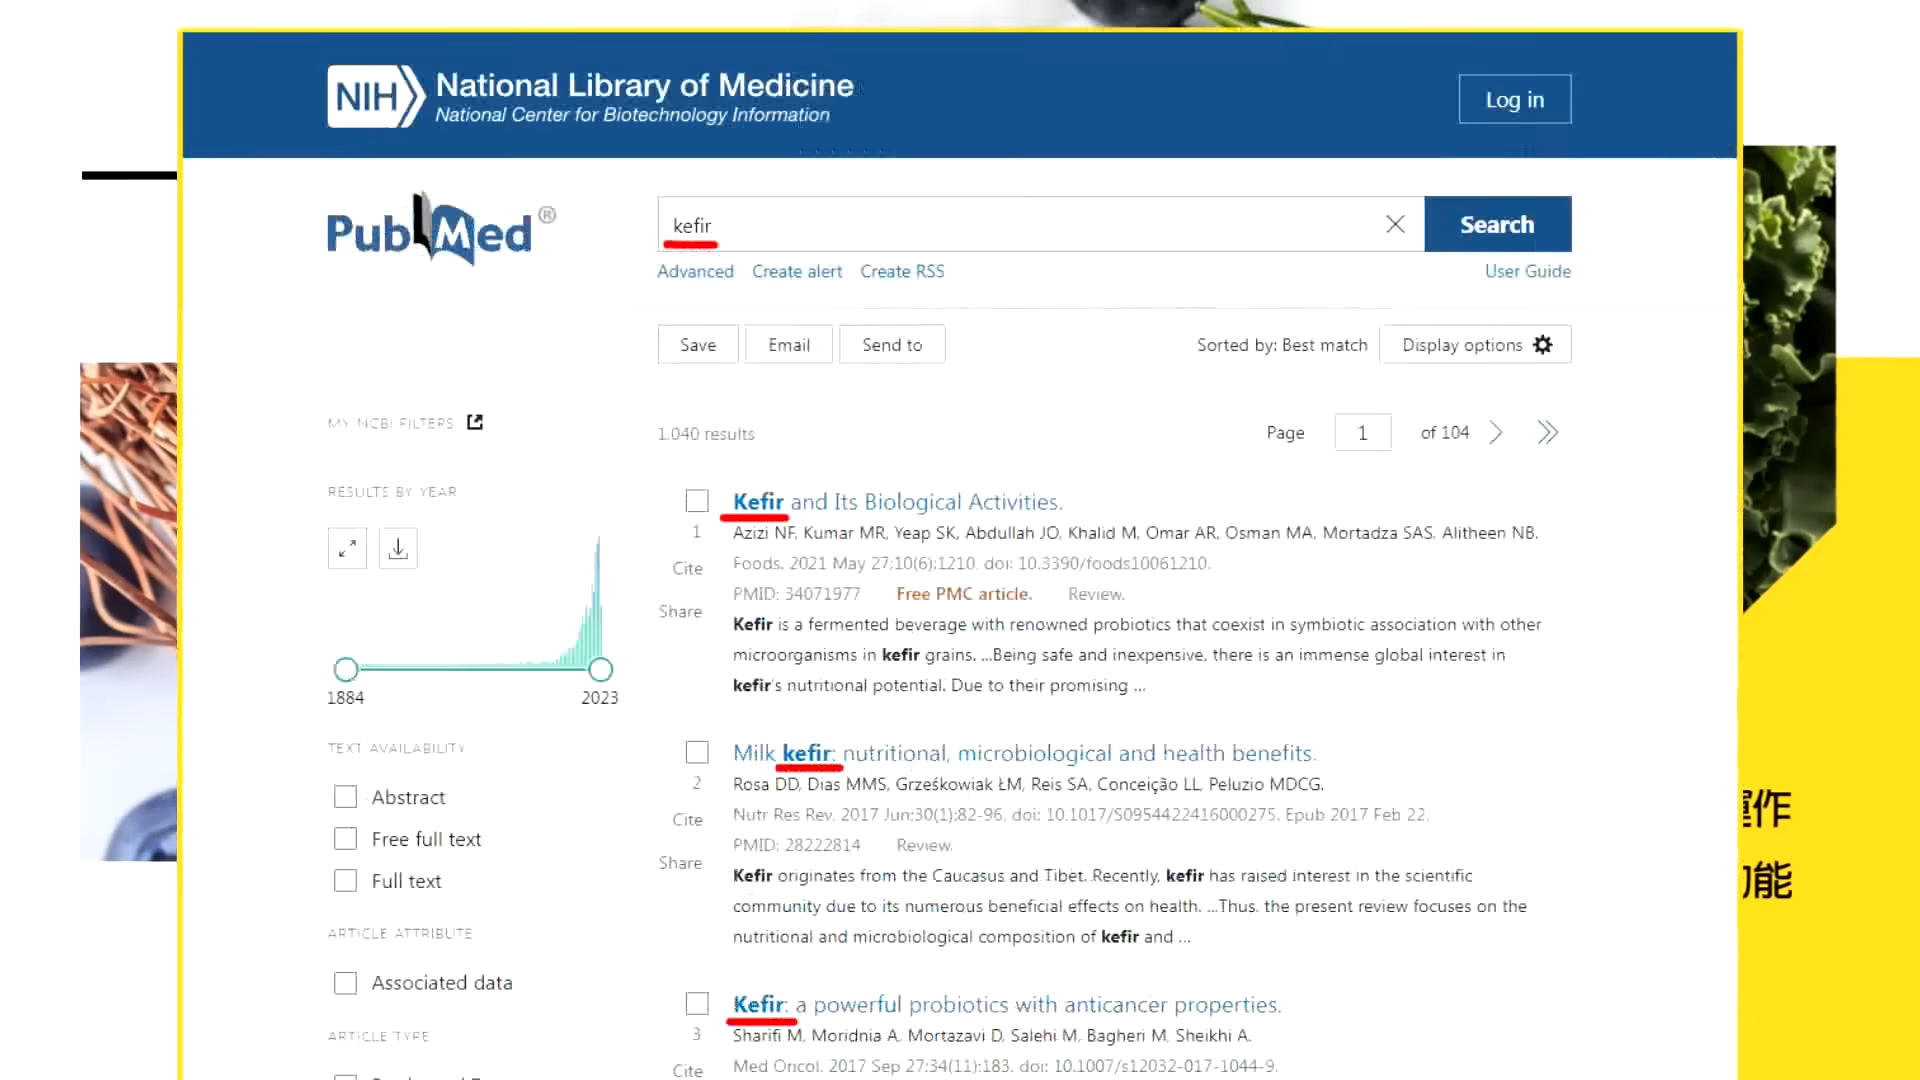 NIH National Library of Medicine
National Center for Biotechnology Information
Log in
PubMed®
kefir
Search
Advanced Create alert Create RSS
User Guide
Save Email Send to
Sorted by: Best match
Display options
MY NCBI FILTERS
1.040 results
Page 1 of 104
RESULTS BY YEAR
1884 2023
TEXT AVAILABILITY
Abstract
Free full text
Full text
ARTICLE ATTRIBUTE
Associated data
ARTICLE TYPE
Kefir and Its Biological Activities.
1
Cite
Share
Azizi NF, Kumar MR, Yeap SK, Abdullah JO, Khalid M, Omar AR, Osman MA, Mortadza SAS, Alitheen NB.
Foods. 2021 May 27;10(6):1210. doi: 10.3390/foods10061210.
PMID: 34071977 Free PMC article. Review.
Kefir is a fermented beverage with renowned probiotics that coexist in symbiotic association with other
microorganisms in kefir grains. ...Being safe and inexpensive, there is an immense global interest in
kefir's nutritional potential. Due to their promising ...
Milk kefir: nutritional, microbiological and health benefits.
2
Cite
Share
Rosa DD, Dias MMS, Grześkowiak ŁM, Reis SA, Conceição LL, Peluzio MDCG.
Nutr Res Rev. 2017 Jun;30(1):82-96. doi: 10.1017/S0954422416000275. Epub 2017 Feb 22.
PMID: 28222814 Review.
Kefir originates from the Caucasus and Tibet. Recently, kefir has raised interest in the scientific
community due to its numerous beneficial effects on health. ...Thus, the present review focuses on the
nutritional and microbiological composition of kefir and ...
Kefir: a powerful probiotics with anticancer properties.
3
Cite
Sharifi M, Moridnia A, Mortazavi D, Salehi M, Bagheri M, Sheikhi A.
Med Oncol. 2017 Sep 27;34(11):183. doi: 10.1007/s12032-017-1044-9.
作
能